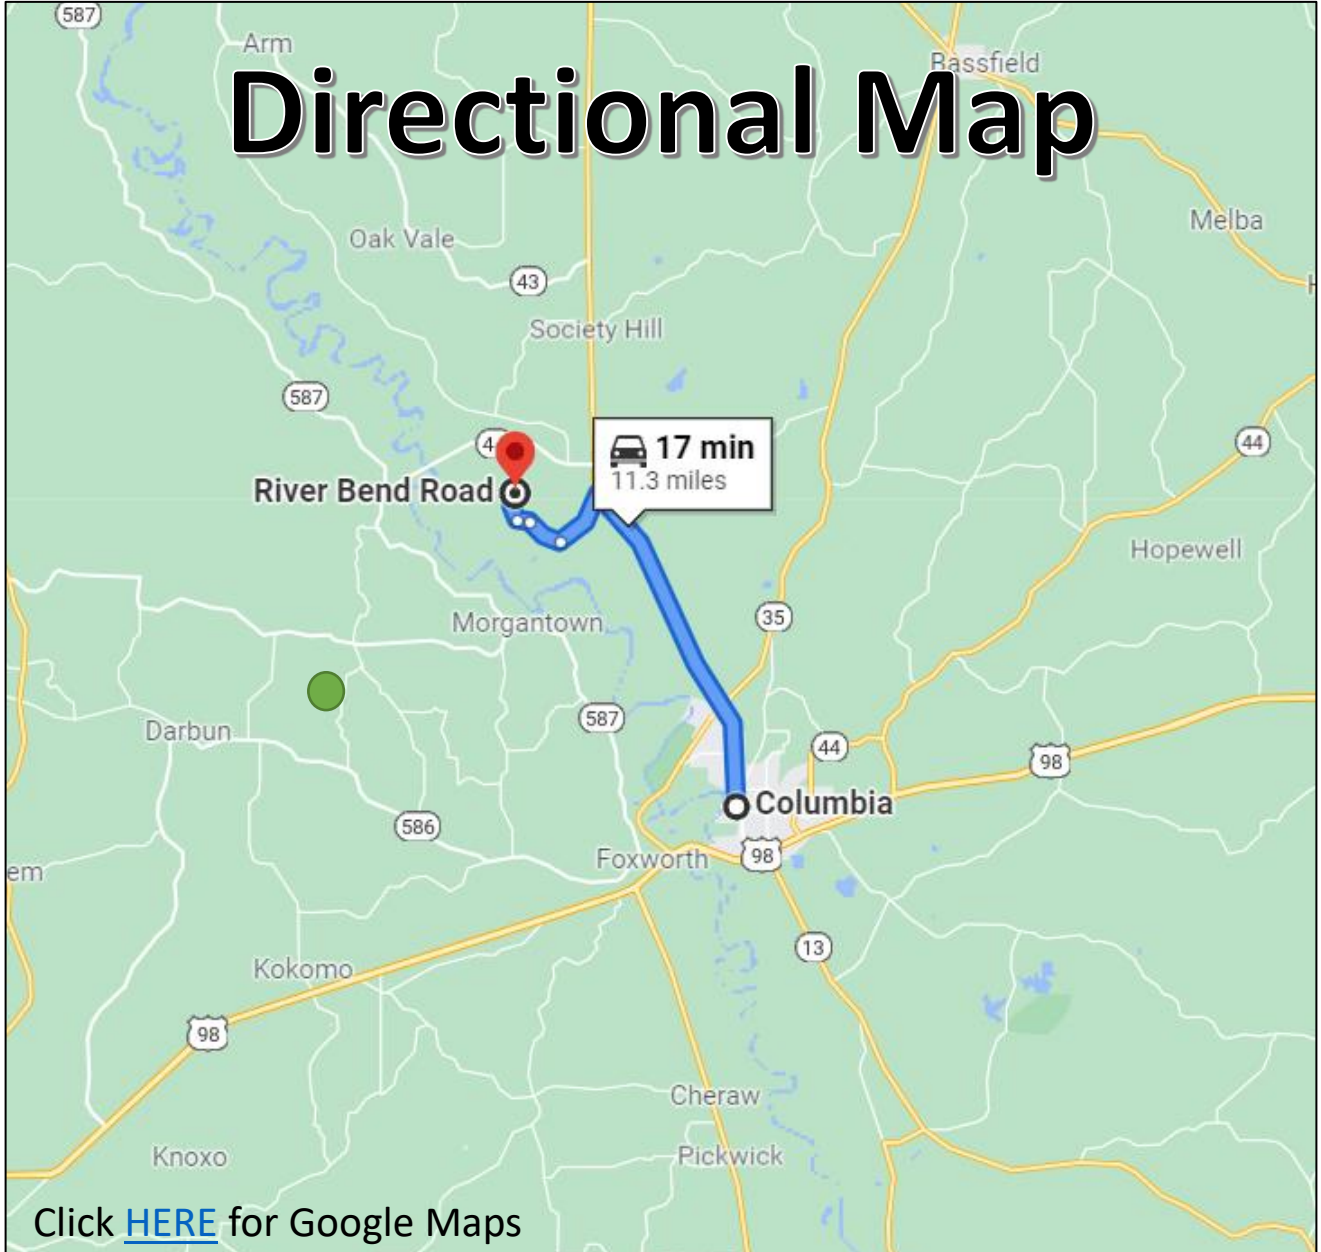 587
Arm
Bassfield
Directional Map
Melba
Oak Vale
43
Society Hill
587
4
17 min
11.3 miles
44
River Bend Road
Hopewell
35
Morgantown
587
Darbun
44
98
Columbia
586
98
Foxworth
em
13
Kokomo
98
Cheraw
Knoxo
Pickwick
Click HERE for Google Maps